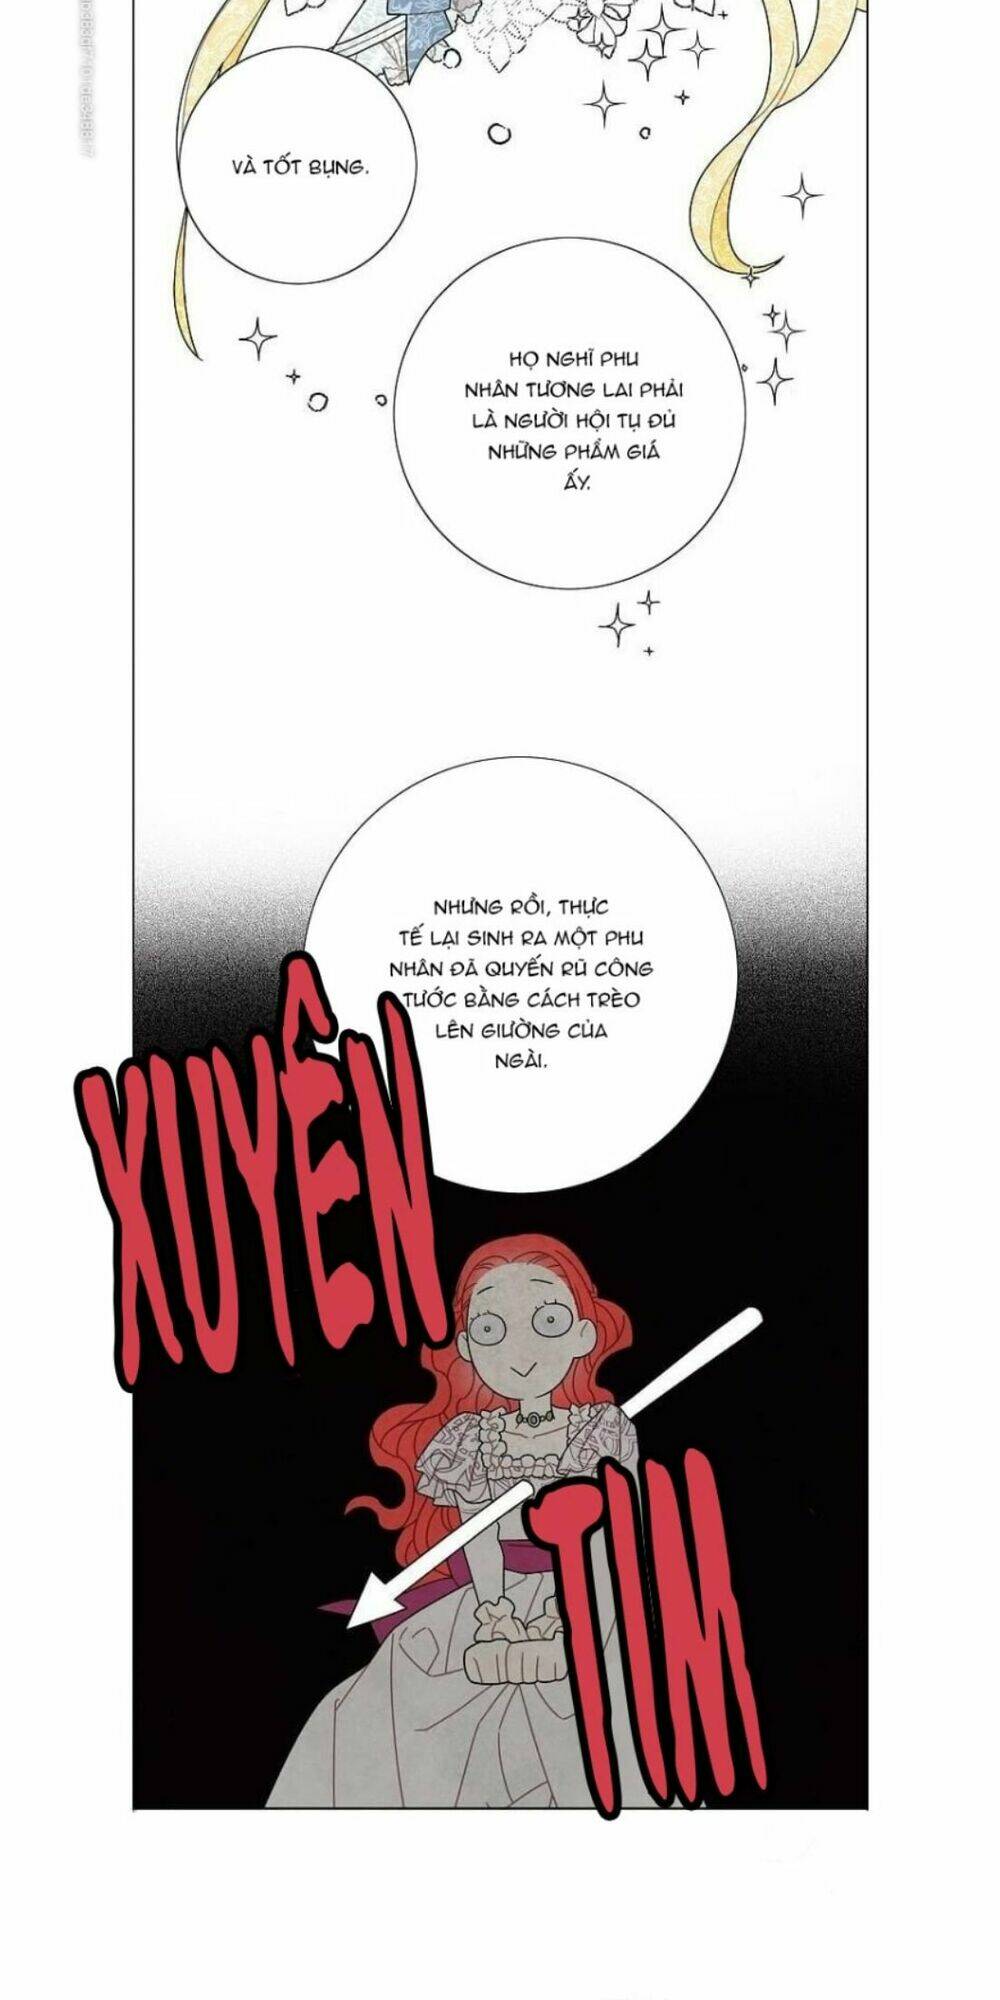 VÀ TỐT BỤNG.
HỌ NGHĨ PHU
NHÂN TƯƠNG LAI PHẢI
LÀ NGƯỜI HỘI TỤ ĐỦ
NHỮNG PHẨM GIÁ
ẤY.
NHƯNG RỒI, THỰC
TẾ LẠI SINH RA MỘT PHU
NHÂN ĐÃ QUYẾN RŨ CÔNG
TƯỚC BẰNG CÁCH TRÈO
LÊN GIƯỜNG CỦA
NGÀI.
XUYÊN
TIM